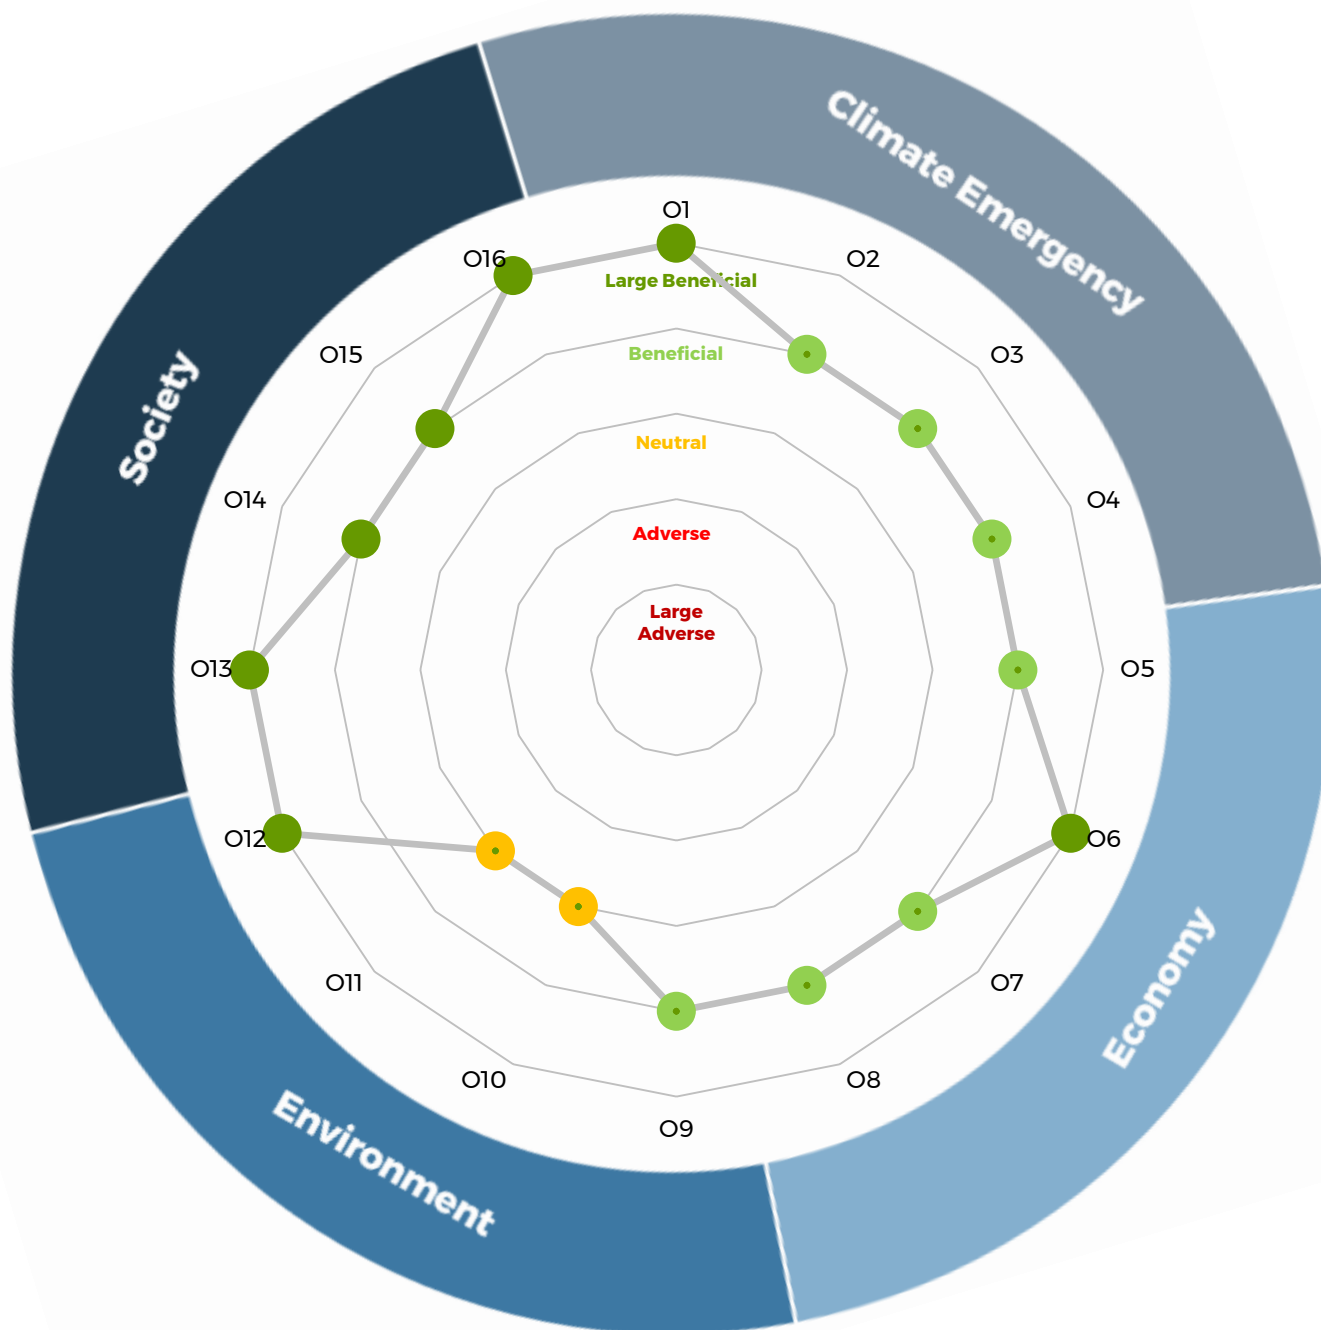 Climate Emergency
Society
Economy
Environment
O1
O2
O3
O4
O5
O6
O7
O8
O9
O10
O11
O12
O13
O14
O15
O16
Large Beneficial
Beneficial
Neutral
Adverse
Large
Adverse